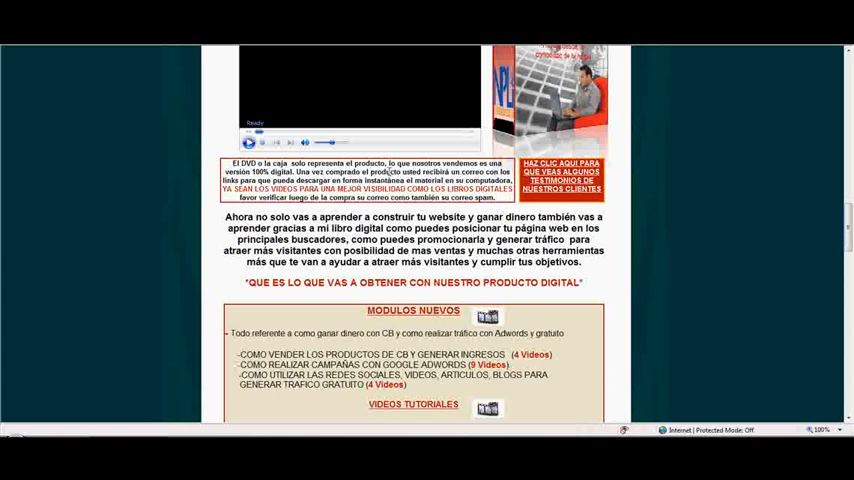 Ready
El DVD o la caja solo representa el producto, lo que nosotros vendemos es una
versión 100% digital. Una vez comprado el producto usted recibirá un correo con los
links para que pueda descargar en forma instantánea el material en su computadora,
YA SEAN LOS VIDEOS PARA UNA MEJOR VISIBILIDAD COMO LOS LIBROS DIGITALES
favor verificar luego de la compra su correo como también su correo spam.
HAZ CLIC AQUI PARA
QUE VEAS ALGUNOS
TESTIMONIOS DE
NUESTROS CLIENTES
Ahora no solo vas a aprender a construir tu website y ganar dinero también vas a
aprender gracias a mi libro digital como puedes posicionar tu página web en los
principales buscadores, como puedes promocionarla y generar tráfico para
atraer más visitantes con posibilidad de mas ventas y muchas otras herramientas
más que te van a ayudar a atraer más visitantes y cumplir tus objetivos.
*QUE ES LO QUE VAS A OBTENER CON NUESTRO PRODUCTO DIGITAL*
MODULOS NUEVOS
- Todo referente a como ganar dinero con CB y como realizar tráfico con Adwords y gratuito
-COMO VENDER LOS PRODUCTOS DE CB Y GENERAR INGRESOS (4 Videos)
-COMO REALIZAR CAMPAÑAS CON GOOGLE ADWORDS (9 Videos)
-COMO UTILIZAR LAS REDES SOCIALES, VIDEOS, ARTICULOS, BLOGS PARA
GENERAR TRAFICO GRATUITO (4 Videos)
VIDEOS TUTORIALES
Internet | Protected Mode: Off
100%